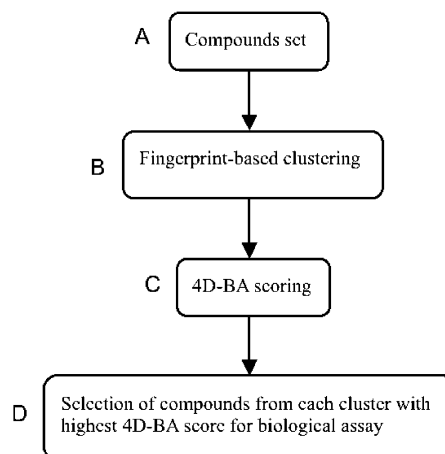 A
Compounds set
B
Fingerprint-based clustering
C
4D-BA scoring
D
Selection of compounds from each cluster with
highest 4D-BA score for biological assay